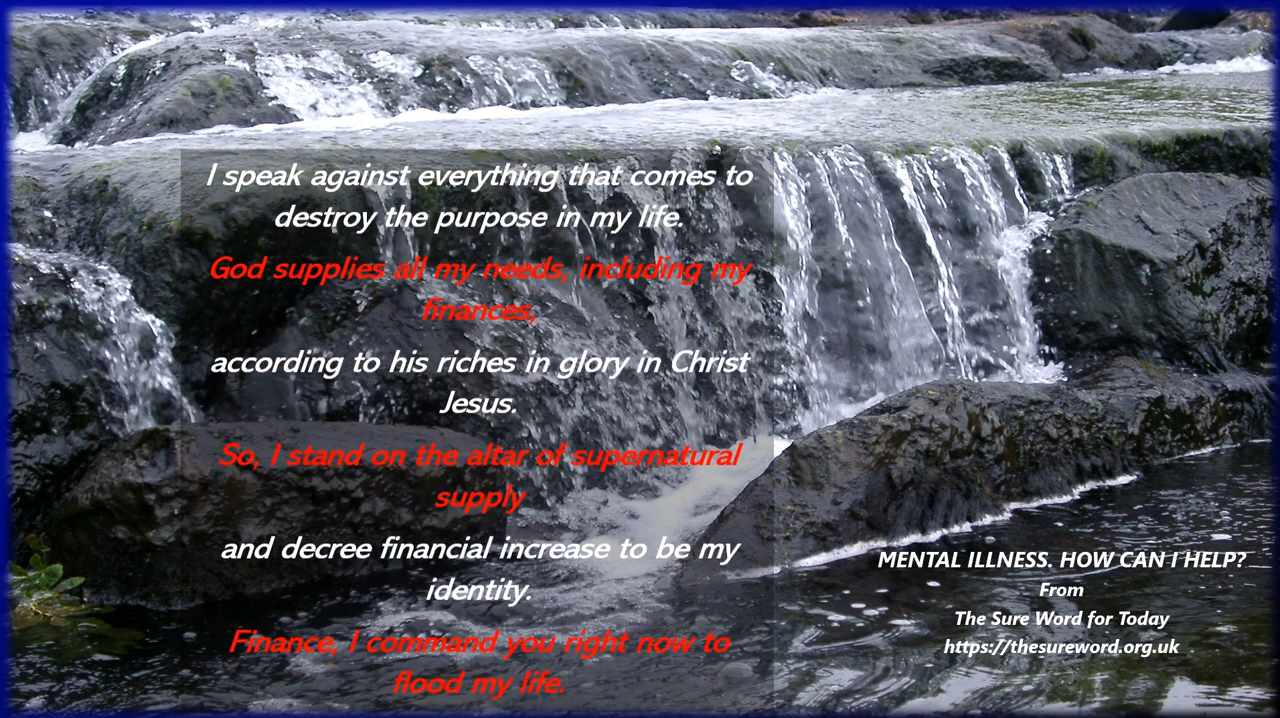 I speak against everything that comes to
destroy the purpose in my life.
God supplies all my needs, including my
finances,
according to his riches in glory in Christ
Jesus.
So, I stand on the altar of supernatural
supply
and decree financial increase to be my
identity.
Finance, I command you right now to
flood my life.
MENTAL ILLNESS. HOW CAN I HELP?
From
The Sure Word for Today
https://thesureword.org.uk